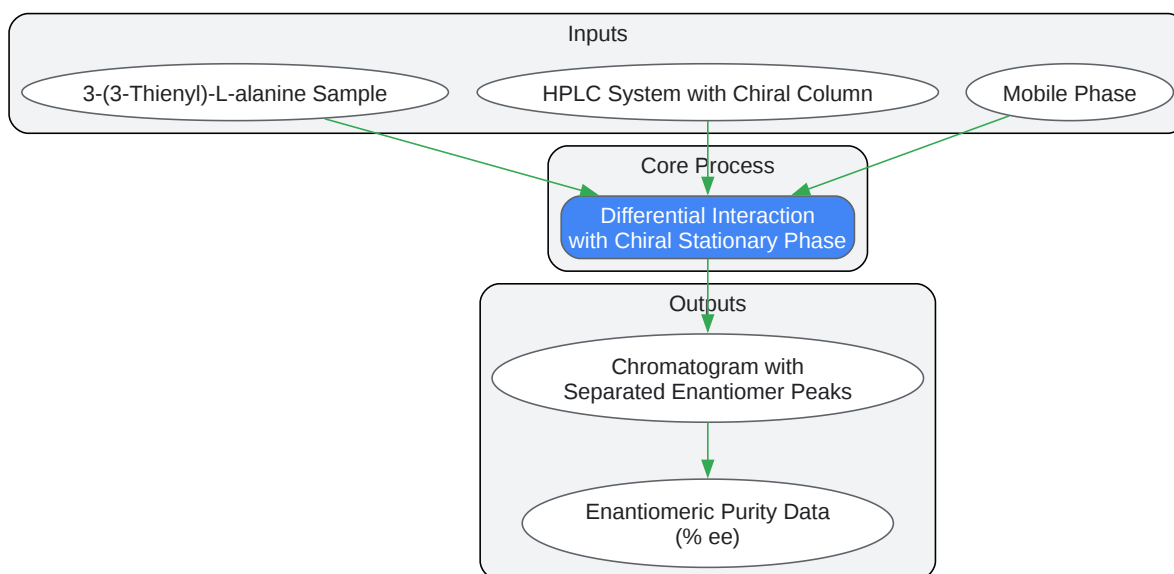 Inputs
3-(3-Thienyl)-L-alanine Sample
HPLC System with Chiral Column
Mobile Phase
Core Process
Differential Interaction
with Chiral Stationary Phase
Outputs
Chromatogram with
Separated Enantiomer Peaks
Enantiomeric Purity Data
(% ee)